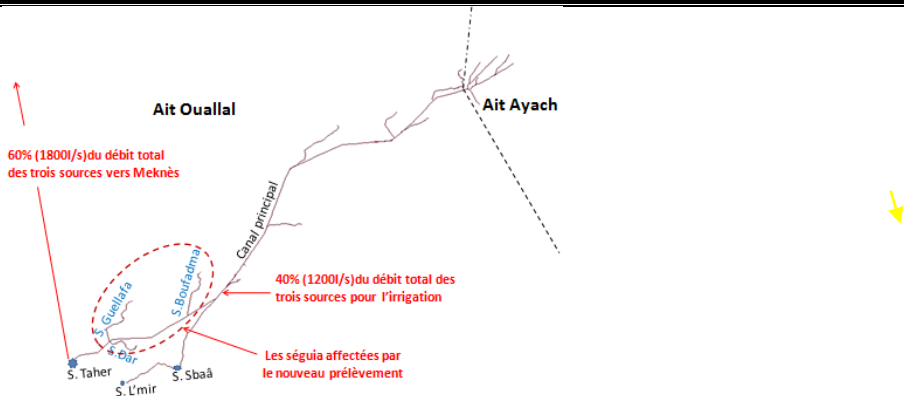 Ait Ouallal
Ait Ayach
60% (1800l/s)du débit total
des trois sources vers Meknès
Canal principal
S. Guellafa
S.Boufadma
40% (1200l/s)du débit total des
trois sources pour l'irrigation
S.Dar
Les séguia affectées par
le nouveau prélèvement
S. Taher
S. L'mir
S. Sbaâ